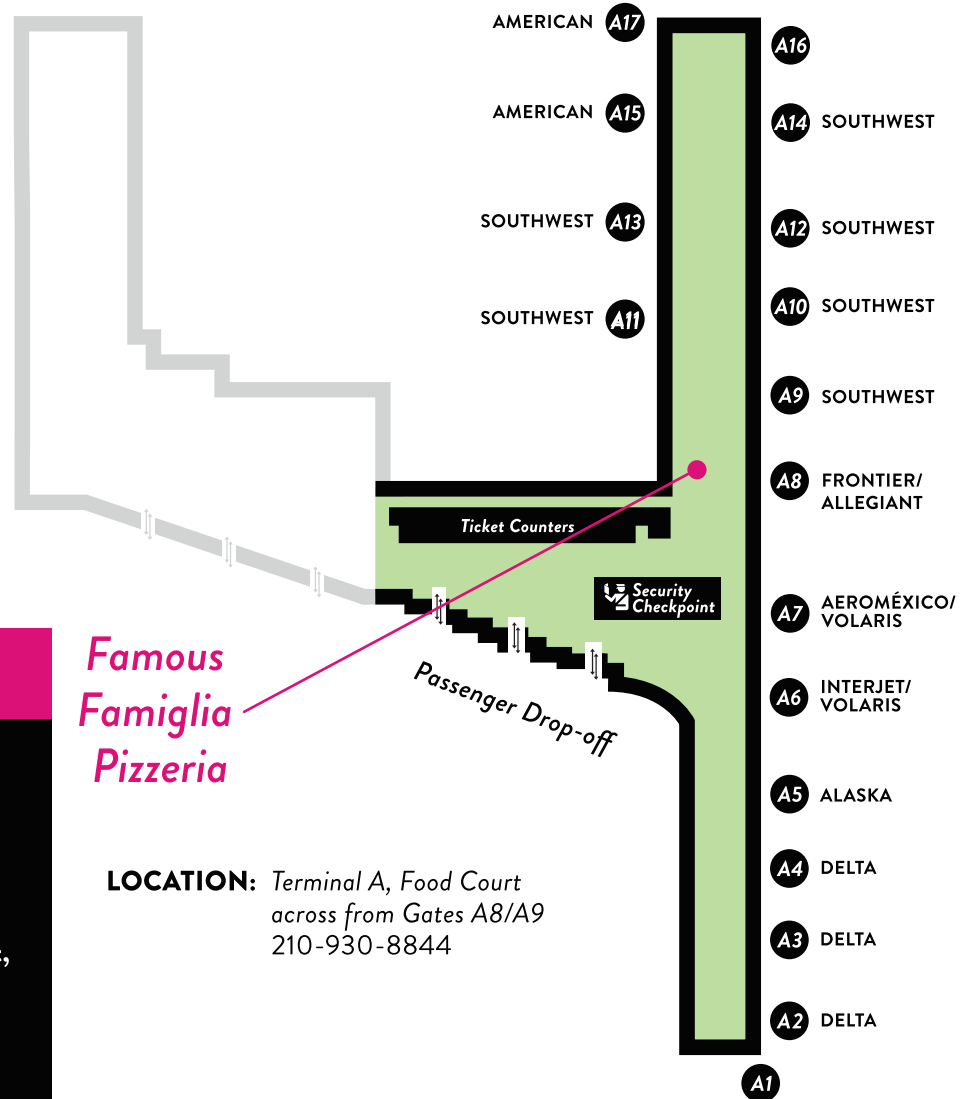 AMERICAN A17
A16
AMERICAN A15
A14 SOUTHWEST
SOUTHWEST A13
A12 SOUTHWEST
A10 SOUTHWEST
SOUTHWEST A11
A9 SOUTHWEST
A8 FRONTIER/
ALLEGIANT
Ticket Counters
Security
Checkpoint
A7 AEROMÉXICO/
VOLARIS
Famous
Famiglia
Pizzeria
Passenger Drop-off
A6 INTERJET/
VOLARIS
A5 ALASKA
A4 DELTA
LOCATION: Terminal A, Food Court
across from Gates A8/A9
210-930-8844
A3 DELTA
A2 DELTA
A1